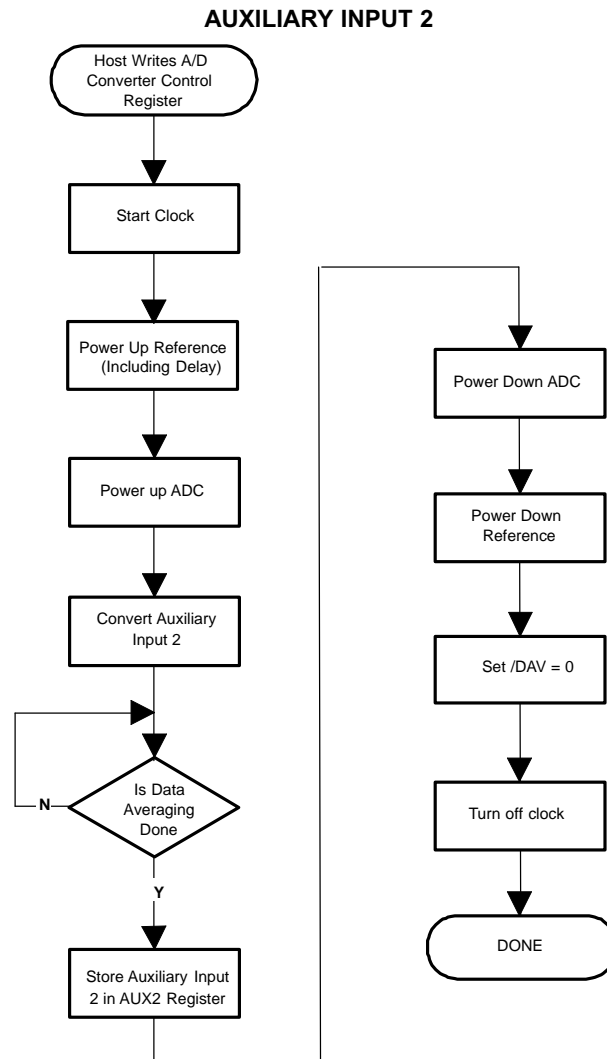 AUXILIARY INPUT 2
Host Writes A/D
Converter Control
Register
Start Clock
Power Up Reference
(Including Delay)
Power up ADC
Convert Auxiliary
Input 2
Is Data
Averaging
Done
N
Y
Store Auxiliary Input
2 in AUX2 Register
Power Down ADC
Power Down
Reference
Set /DAV = 0
Turn off clock
DONE